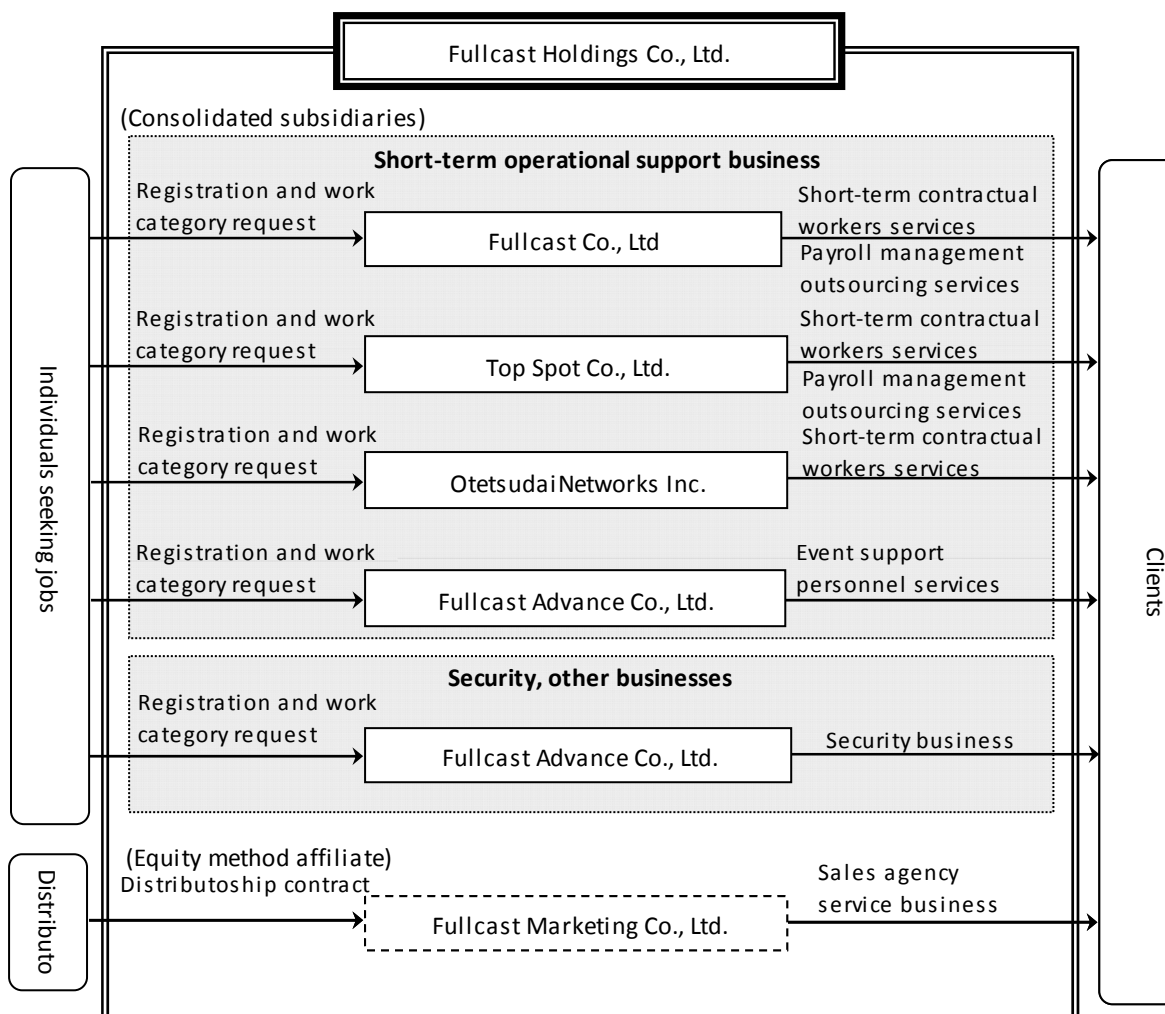 Fullcast Holdings Co., Ltd.
(Consolidated subsidiaries)
Short-term operational support business
Registration and work
category request
Fullcast Co., Ltd
Short-term contractual
workers services
Payroll management
outsourcing services
Registration and work
category request
Top Spot Co., Ltd.
Short-term contractual
workers services
Payroll management
outsourcing services
Registration and work
category request
OtetsudaiNetworks Inc.
Short-term contractual
workers services
Registration and work
category request
Fullcast Advance Co., Ltd.
Event support
personnel services
Individuals seeking jobs
Clients
Security, other businesses
Registration and work
category request
Fullcast Advance Co., Ltd.
Security business
(Equity method affiliate)
Distributoship contract
Distributo
Fullcast Marketing Co., Ltd.
Sales agency
service business